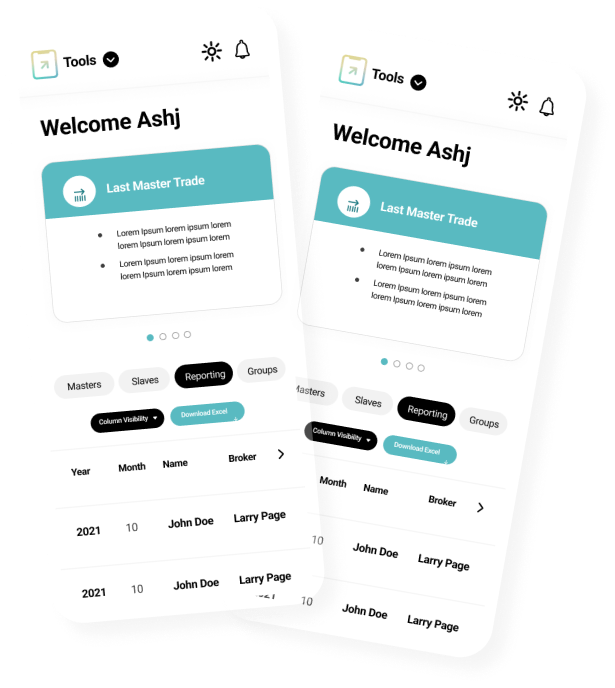 Tools
Welcome Ashj
Last Master Trade
Lorem Ipsum lorem ipsum lorem
lorem Ipsum lorem ipsum lorem
Lorem Ipsum lorem ipsum lorem
lorem Ipsum lorem ipsum lorem
Masters Slaves Reporting Groups
Column Visibility Download Excel
Year Month Name Broker
2021 10 John Doe Larry Page
2021 10 John Doe Larry Page
Tools
Welcome Ashj
Last Master Trade
Lorem Ipsum lorem ipsum lorem
lorem Ipsum lorem ipsum lorem
Lorem Ipsum lorem ipsum lorem
lorem Ipsum lorem ipsum lorem
Masters Slaves Reporting Groups
Column Visibility Download Excel
Month Name Broker
10 John Doe Larry Page
10 John Doe Larry Page